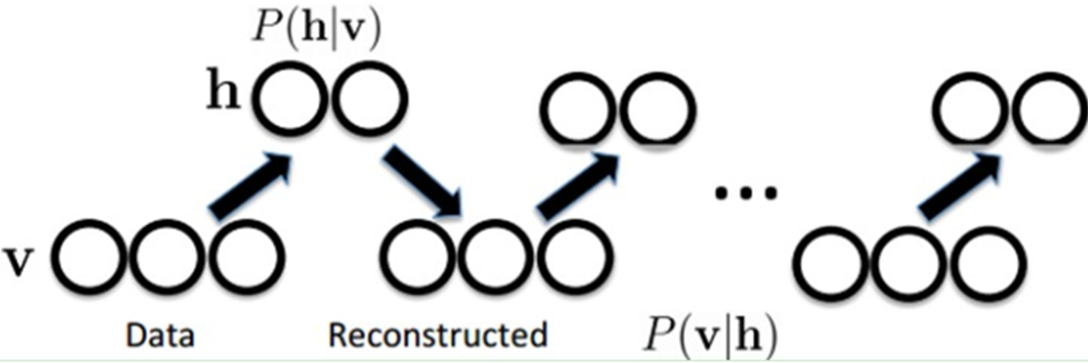 P(h|v)
h
...
v
Data
Reconstructed
P(v|h)